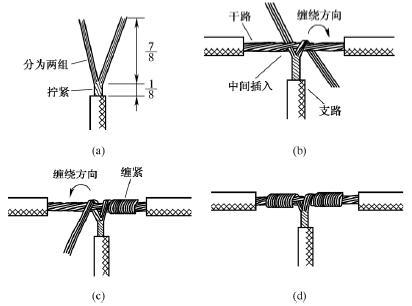 分为两组
7/8
1/8
拧紧
(a)
干路
缠绕方向
中间插入
支路
(b)
缠绕方向
缠紧
(c)
(d)